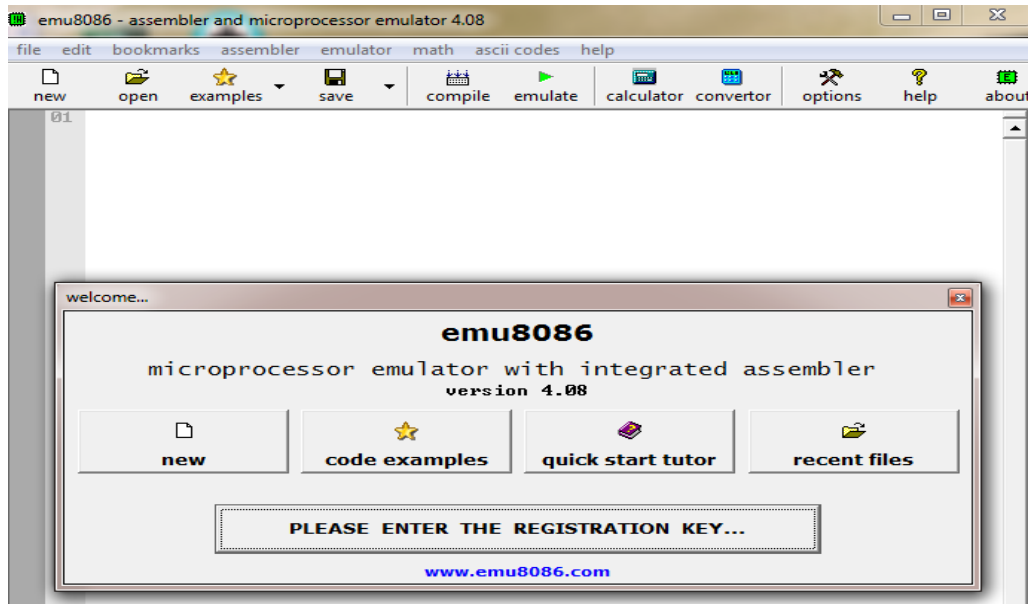 emu8086 - assembler and microprocessor emulator 4.08
file edit bookmarks assembler emulator math ascii codes help
new open examples save compile emulate calculator convertor options help about
01
welcome...
emu8086
microprocessor emulator with integrated assembler
version 4.08
new code examples quick start tutor recent files
PLEASE ENTER THE REGISTRATION KEY...
www.emu8086.com